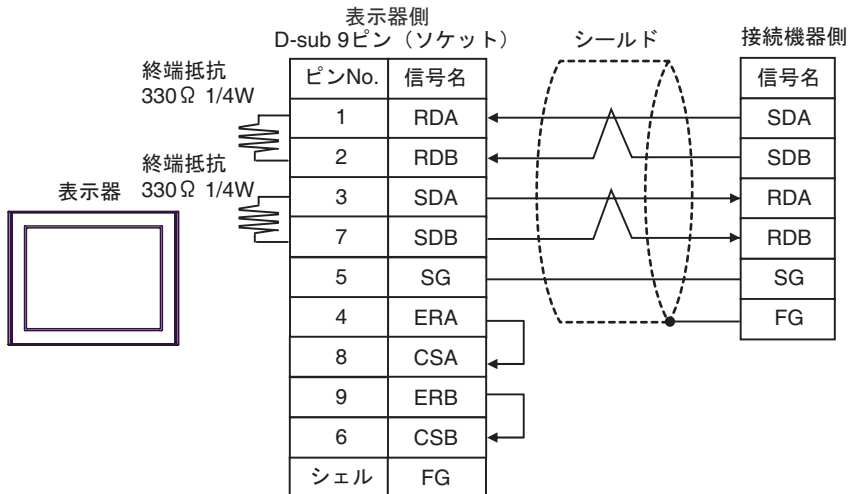 表示器側
D-sub 9ピン（ソケット）
シールド
接続機器側
終端抵抗
330Ω 1/4W
終端抵抗
330Ω 1/4W
表示器
ピンNo. 信号名
1 RDA
2 RDB
3 SDA
7 SDB
5 SG
4 ERA
8 CSA
9 ERB
6 CSB
シェル FG
信号名
SDA
SDB
RDA
RDB
SG
FG